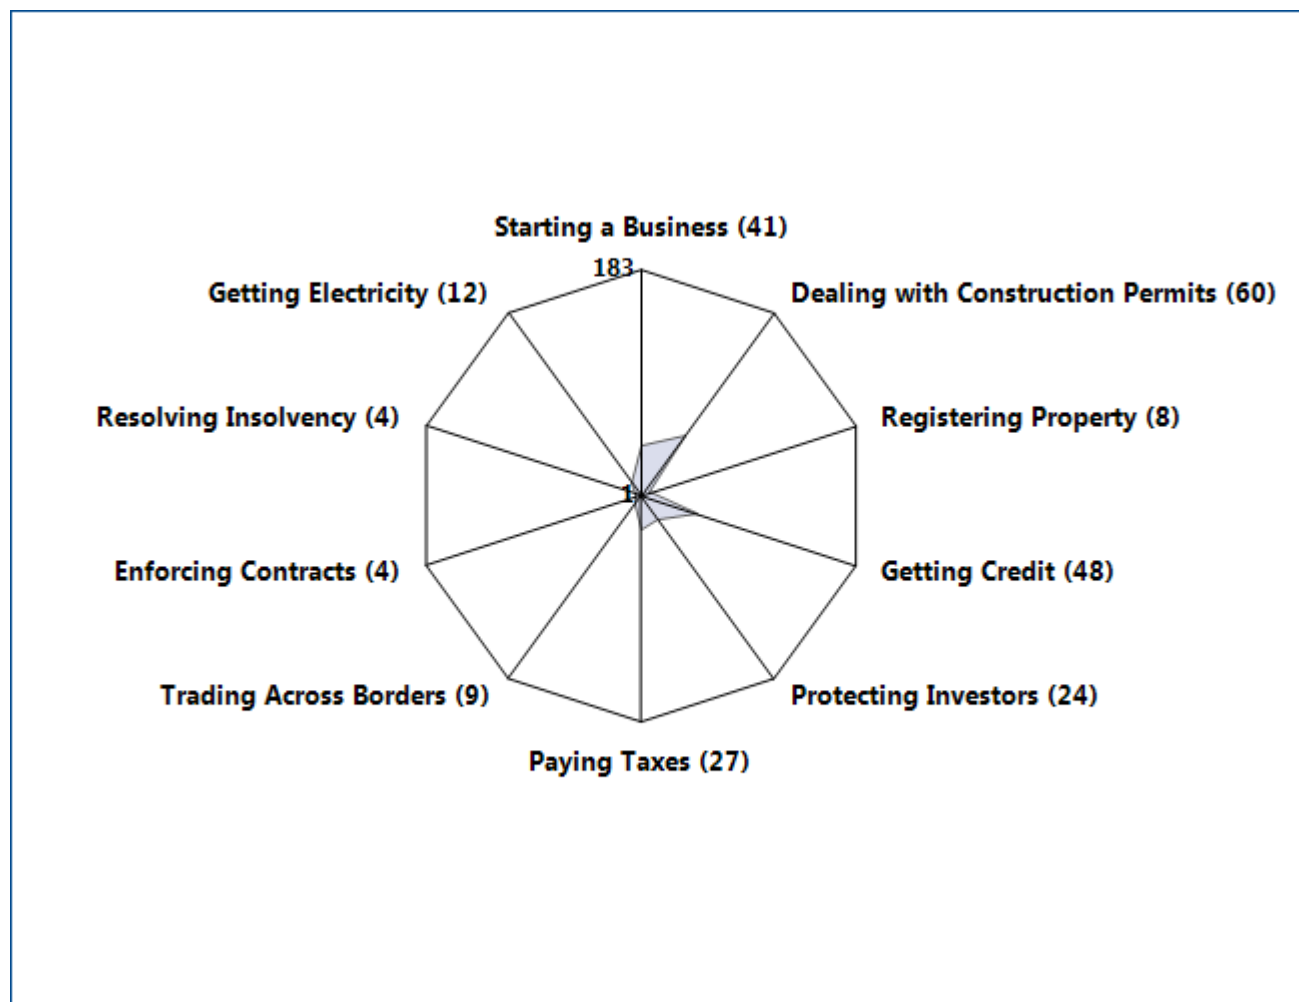 Starting a Business (41)
183
Getting Electricity (12)
Dealing with Construction Permits (60)
Resolving Insolvency (4)
Registering Property (8)
1
Enforcing Contracts (4)
Getting Credit (48)
Trading Across Borders (9)
Protecting Investors (24)
Paying Taxes (27)